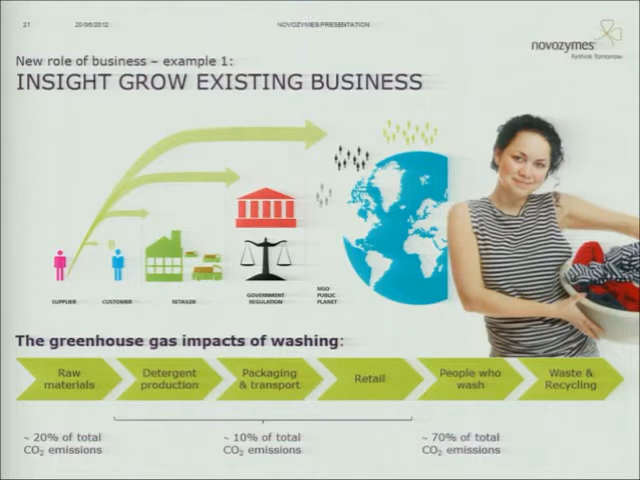 21
20/06/2012
NOVOZYMES PRESENTATION
novozymes
Rethink Tomorrow
New role of business – example 1:
INSIGHT GROW EXISTING BUSINESS
SUPPLIER
CUSTOMER
RETAILER
GOVERNMENT
REGULATION
NGO
PUBLIC
PLANET
The greenhouse gas impacts of washing:
Raw
materials
Detergent
production
Packaging
& transport
Retail
People who
wash
Waste &
Recycling
~ 20% of total
CO2 emissions
~ 10% of total
CO2 emissions
~ 70% of total
CO2 emissions